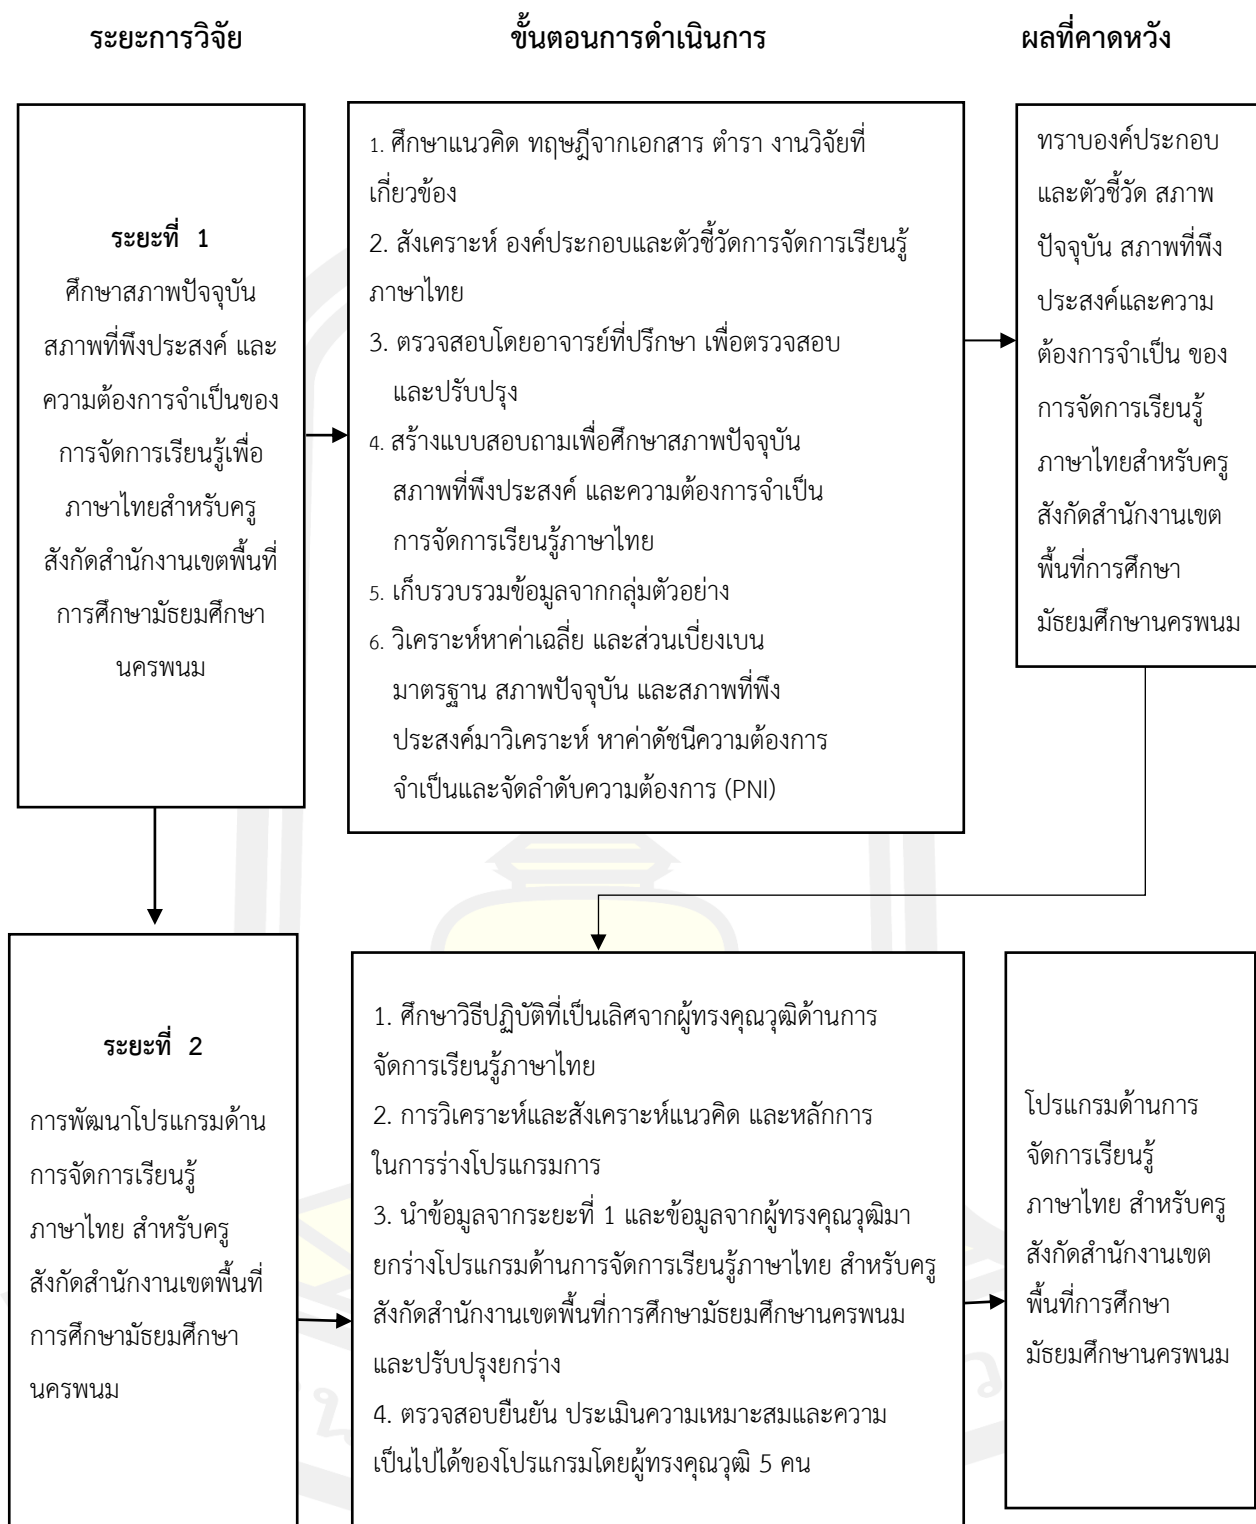 ระยะการวิจัย
ขั้นตอนการดำเนินการ
ผลที่คาดหวัง
ระยะที่ 1
ศึกษาสภาพปัจจุบัน
สภาพที่พึงประสงค์ และ
ความต้องการจำเป็นของ
การจัดการเรียนรู้เพื่อ
ภาษาไทยสำหรับครู
สังกัดสำนักงานเขตพื้นที่
การศึกษามัธยมศึกษา
นครพนม
1. ศึกษาแนวคิด ทฤษฎีจากเอกสาร ตำรา งานวิจัยที่
เกี่ยวข้อง
2. สังเคราะห์ องค์ประกอบและตัวชี้วัดการจัดการเรียนรู้
ภาษาไทย
3. ตรวจสอบโดยอาจารย์ที่ปรึกษา เพื่อตรวจสอบ
และปรับปรุง
4. สร้างแบบสอบถามเพื่อศึกษาสภาพปัจจุบัน
สภาพที่พึงประสงค์ และความต้องการจำเป็น
การจัดการเรียนรู้ภาษาไทย
5. เก็บรวบรวมข้อมูลจากกลุ่มตัวอย่าง
6. วิเคราะห์หาค่าเฉลี่ย และส่วนเบี่ยงเบน
มาตรฐาน สภาพปัจจุบัน และสภาพที่พึง
ประสงค์มาวิเคราะห์ หาค่าดัชนีความต้องการ
จำเป็นและจัดลำดับความต้องการ (PNI)
ทราบองค์ประกอบ
และตัวชี้วัด สภาพ
ปัจจุบัน สภาพที่พึง
ประสงค์และความ
ต้องการจำเป็น ของ
การจัดการเรียนรู้
ภาษาไทยสำหรับครู
สังกัดสำนักงานเขต
พื้นที่การศึกษา
มัธยมศึกษานครพนม
ระยะที่ 2
การพัฒนาโปรแกรมด้าน
การจัดการเรียนรู้
ภาษาไทย สำหรับครู
สังกัดสำนักงานเขตพื้นที่
การศึกษามัธยมศึกษา
นครพนม
1. ศึกษาวิธีปฏิบัติที่เป็นเลิศจากผู้ทรงคุณวุฒิด้านการ
จัดการเรียนรู้ภาษาไทย
2. การวิเคราะห์และสังเคราะห์แนวคิด และหลักการ
ในการร่างโปรแกรมการ
3. นำข้อมูลจากระยะที่ 1 และข้อมูลจากผู้ทรงคุณวุฒิมา
ยกร่างโปรแกรมด้านการจัดการเรียนรู้ภาษาไทย สำหรับครู
สังกัดสำนักงานเขตพื้นที่การศึกษามัธยมศึกษานครพนม
และปรับปรุงยกร่าง
4. ตรวจสอบยืนยัน ประเมินความเหมาะสมและความ
เป็นไปได้ของโปรแกรมโดยผู้ทรงคุณวุฒิ 5 คน
โปรแกรมด้านการ
จัดการเรียนรู้
ภาษาไทย สำหรับครู
สังกัดสำนักงานเขต
พื้นที่การศึกษา
มัธยมศึกษานครพนม